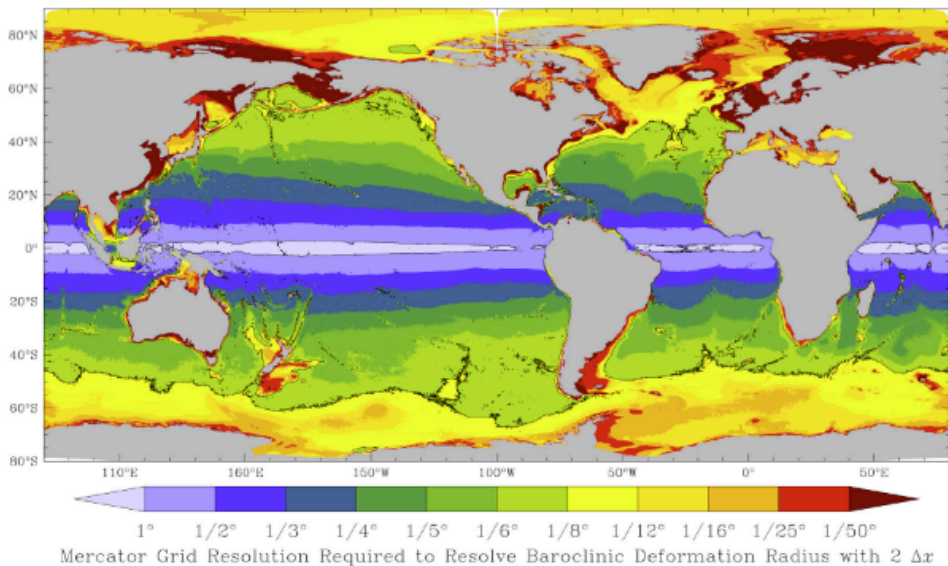 80°N
60°N
40°N
20°N
0°
20°S
40°S
60°S
80°S
110°E 160°E 150°W 100°W 50°W 0° 50°E
1° 1/2° 1/3° 1/4° 1/5° 1/6° 1/8° 1/12° 1/16° 1/25° 1/50°
Mercator Grid Resolution Required to Resolve Baroclinic Deformation Radius with 2 Δx